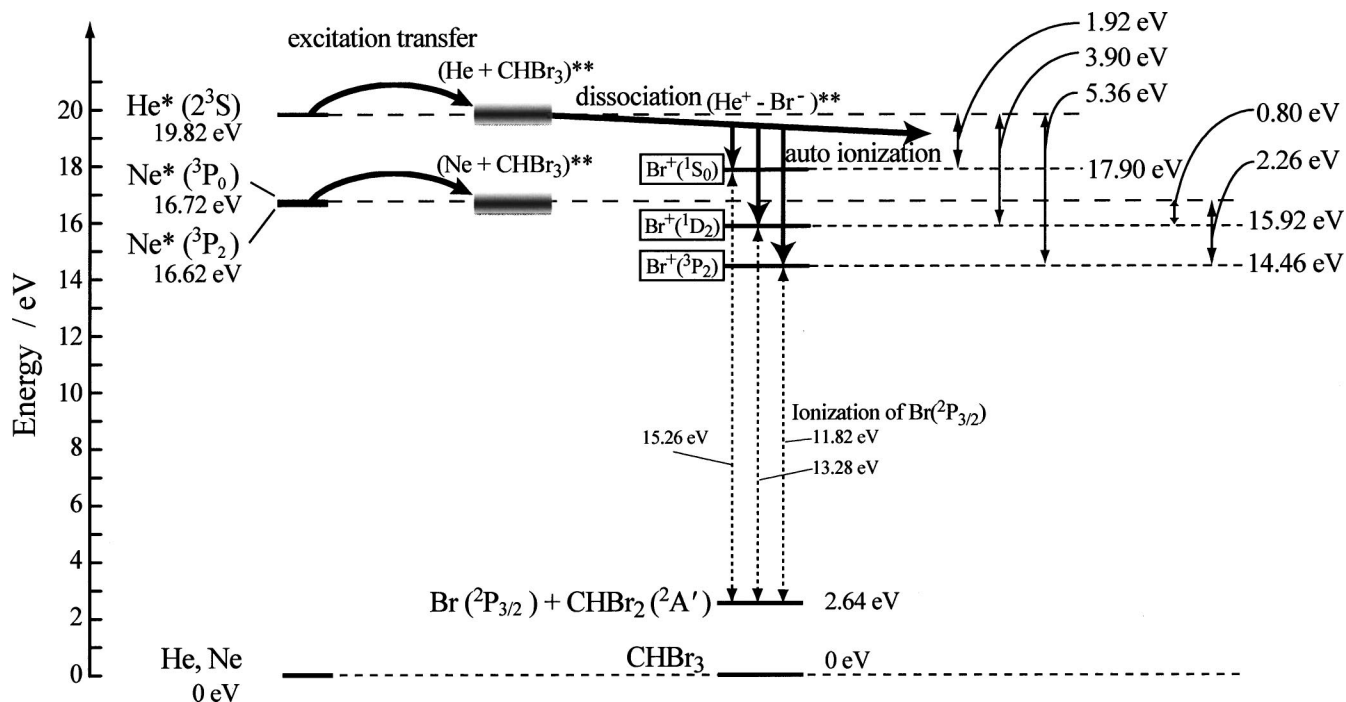 excitation transfer
(He + CHBr₃)**
dissociation (He⁺ - Br⁻)**
auto ionization
(Ne + CHBr₃)**
Energy / eV
20
18
16
14
12
10
8
6
4
2
0
He* (2³S)
19.82 eV
Ne* (³P₀)
16.72 eV
Ne* (³P₂)
16.62 eV
Br⁺(¹S₀)
Br⁺(¹D₂)
Br⁺(³P₂)
1.92 eV
3.90 eV
5.36 eV
0.80 eV
2.26 eV
17.90 eV
15.92 eV
14.46 eV
Ionization of Br(²P₃/₂)
15.26 eV
11.82 eV
13.28 eV
Br (²P₃/₂) + CHBr₂ (²A′)
2.64 eV
He, Ne
0 eV
CHBr₃
0 eV